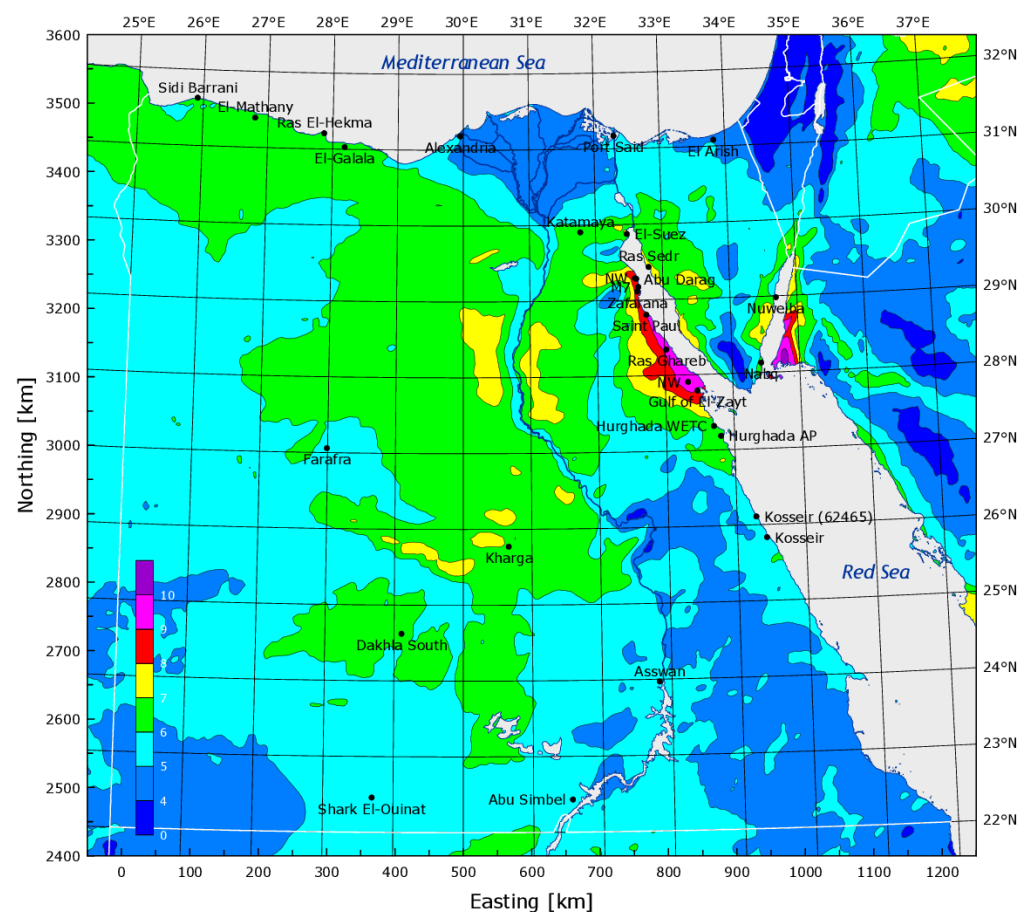 25°E 26°E 27°E 28°E 29°E 30°E 31°E 32°E 33°E 34°E 35°E 36°E 37°E
3600
3500
3400
3300
3200
3100
3000
2900
2800
2700
2600
2500
2400
Northing [km]
32°N
31°N
30°N
29°N
28°N
27°N
26°N
25°N
24°N
23°N
22°N
Mediterranean Sea
Sidi Barrani
El-Mathany
Ras El-Hekma
El-Galala
Alexandria
Port Said
El Arish
Katamaya
El-Suez
Ras Sedr
NW
Abu Darag
M7
Zafarana
Saint Paul
Nuweiba
Ras Ghareb
Nabq
NW
Gulf of El-Zayt
Hurghada WETC
Hurghada AP
Farafra
Kosseir (62465)
Kosseir
Kharga
Red Sea
Dakhla South
Asswan
Shark El-Ouinat
Abu Simbel
10
9
8
7
6
5
4
0
0 100 200 300 400 500 600 700 800 900 1000 1100 1200
Easting [km]